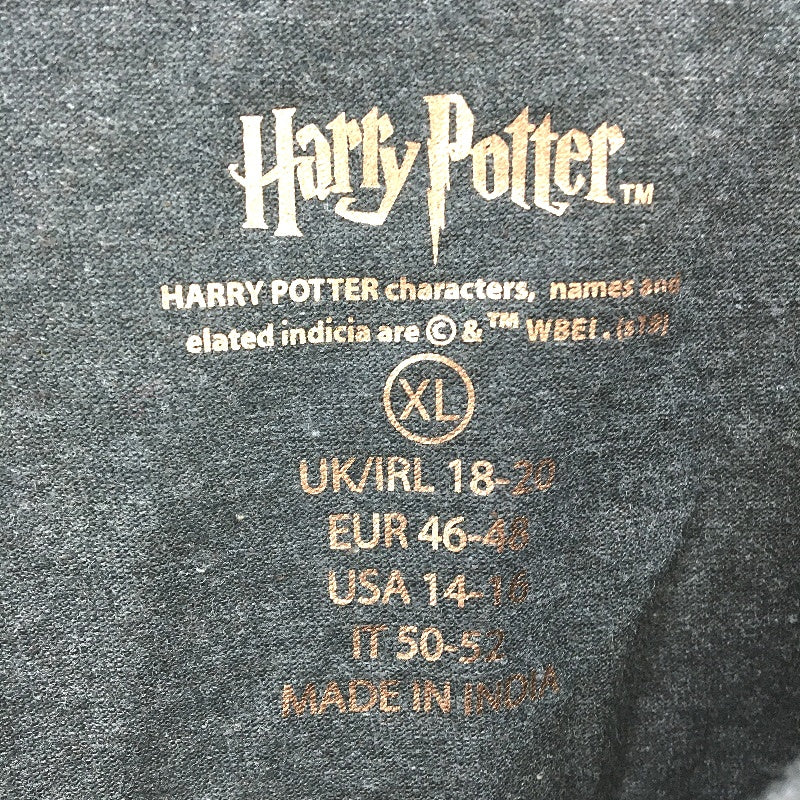 Harry Potter™
HARRY POTTER characters, names and
elated indicia are © & ™ WBEI. (s18)
XL
UK/IRL 18-20
EUR 46-48
USA 14-16
IT 50-52
MADE IN INDIA